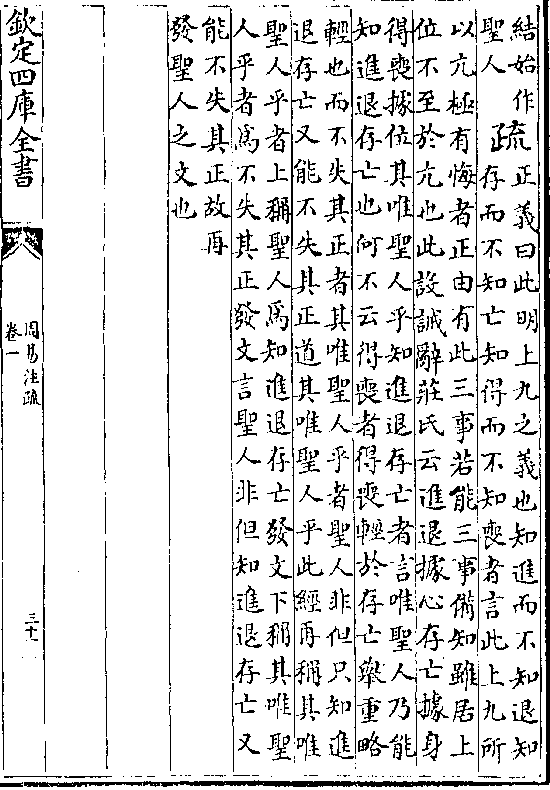 結始作
聖人
疏
正義曰此明上九之義也知進而不知退知
存而不知亡知得而不知喪者言此上九所
以亢極有悔者正由有此三事若能三事備知雖居上
位不至於亢也此設誡辭莊氏云進退據心存亡據身
得喪據位其唯聖人乎知進退存亡者言唯聖人乃能
知進退存亡也何不云得喪者得喪輕於存亡舉重略
輕也而不失其正者其唯聖人乎者聖人非但只知進
退存亡又能不失其正道其唯聖人乎此經再稱其唯
聖人乎者上稱聖人爲知進退存亡發文下稱其唯聖
人乎者爲不失其正發文言聖人非但知進退存亡又
能不失其正故再
發聖人之文也
欽定四庫全書
周易注疏
卷一
三十一